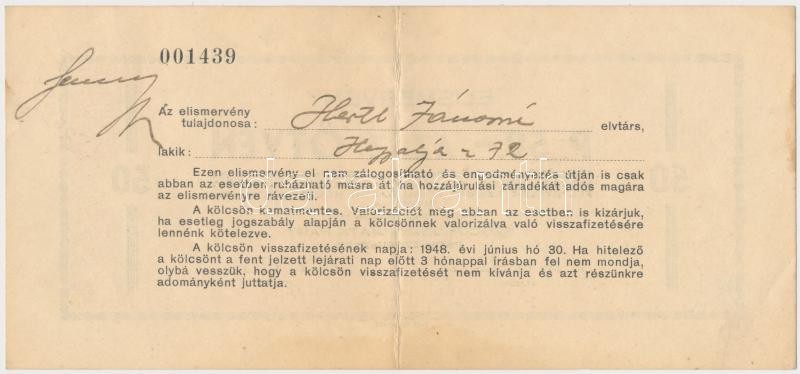 001439
Az elismervény
tulajdonosa: Hertl Jánosné elvtárs,
lakik: Hegyalja u 72
Ezen elismervény el nem zálogosítható és engedményezés útján is csak
abban az esetben ruházható másra át ha hozzájárulási záradékát adós magára
az elismervényre rávezeti.
A kölcsön kamatmentes. Valorizációt még abban az esetben is kizárjuk,
ha esetleg jogszabály alapján a kölcsönnek valorizálva való visszafizetésére
lennénk kötelezve.
A kölcsön visszafizetésének napja: 1948. évi június hó 30. Ha hitelező
a kölcsönt a fent jelzett lejárati nap előtt 3 hónappal írásban fel nem mondja,
olybá vesszük, hogy a kölcsön visszafizetését nem kívánja és azt részünkre
adományként juttatja.
darabanth